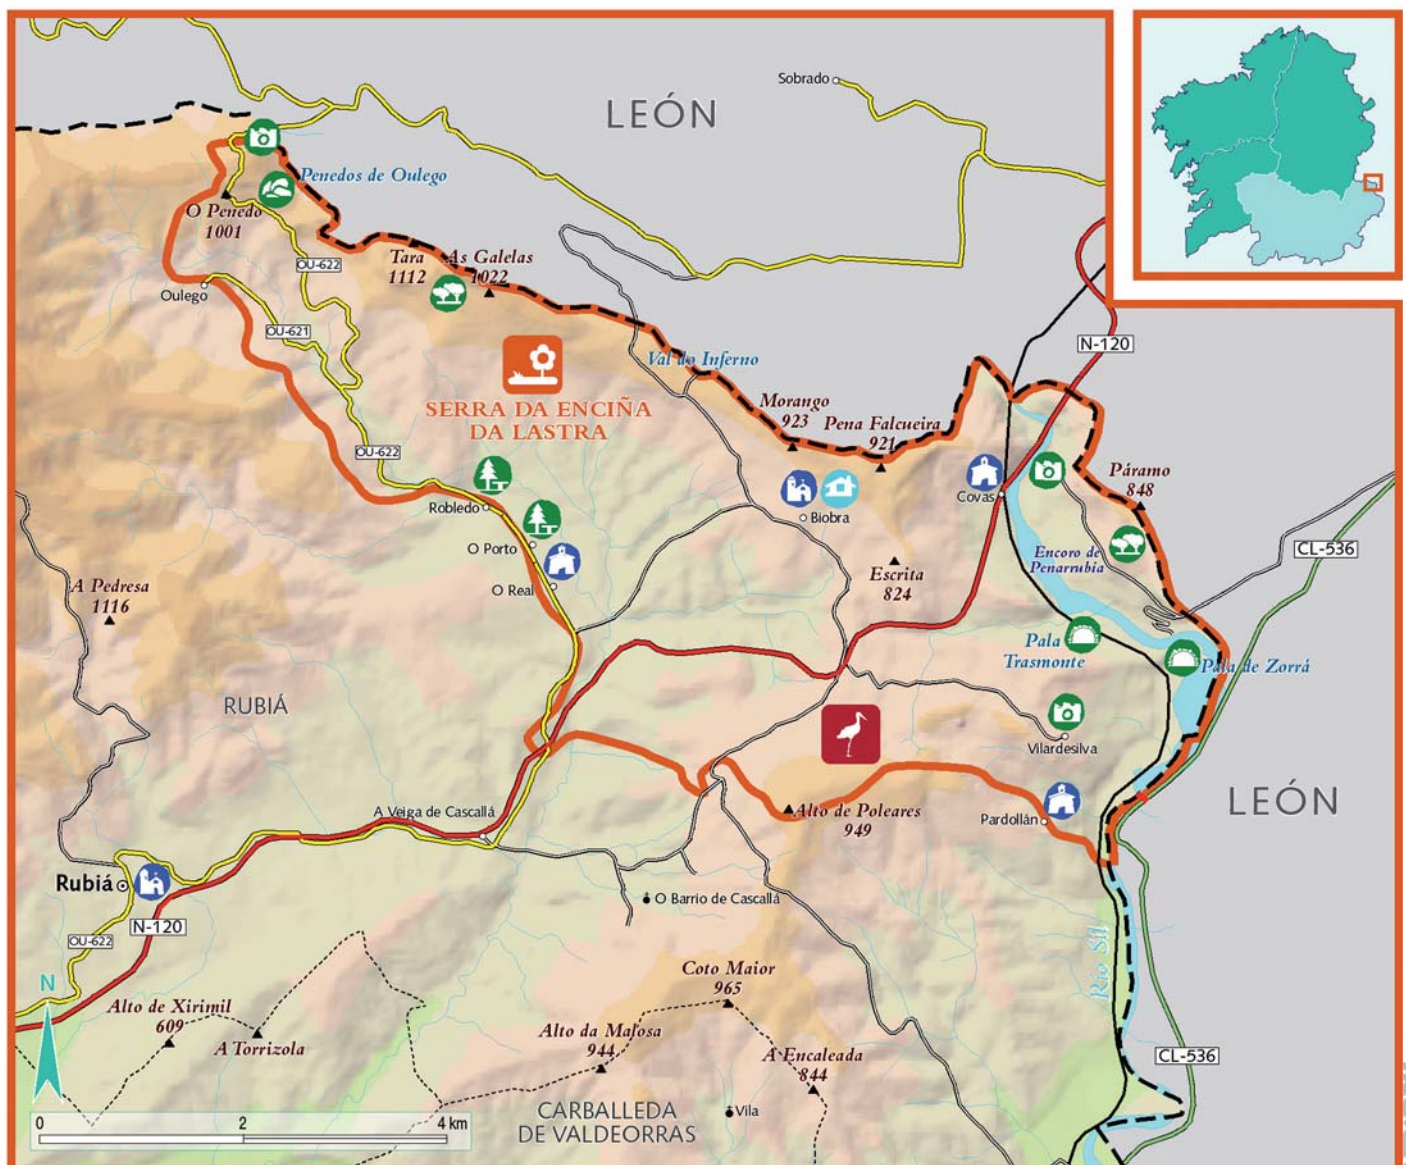 Sobrado
LEÓN
Penedos de Oulego
O Penedo
1001
OU-622
Tara
1112
As Galelas
1022
Oulego
OU-621
N-120
Val do Inferno
SERRA DA ENCIÑA
DA LASTRA
Morango
923
Pena Falcueira
921
OU-622
Páramo
848
Robledo
Covas
Biobra
O Porto
CL-536
Encoro de
Penarrubia
O Real
Escrita
824
A Pedresa
1116
Pala
Trasmonte
Pala de Zorrá
RUBIÁ
Vilardesilva
LEÓN
A Veiga de Cascallá
Alto de Poleares
949
Pardollán
Rubiá
O Barrio de Cascallá
N-120
OU-622
Río Sil
N
Coto Maior
965
Alto de Xirimil
609
A Torrizola
Alto da Malosa
944
A Encaleada
844
CL-536
CARBALLEDA
DE VALDEORRAS
Vila
0 2 4 km